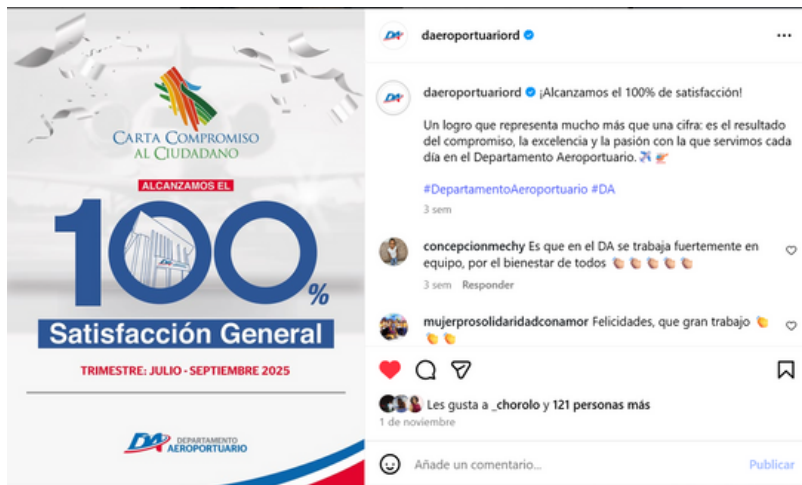 CARTA COMPROMISO
AL CIUDADANO
ALCANZAMOS EL
100%
Satisfacción General
TRIMESTRE: JULIO - SEPTIEMBRE 2025
DA DEPARTAMENTO
AEROPORTUARIO
daeroportuariord
daeroportuariord ¡Alcanzamos el 100% de satisfacción!
Un logro que representa mucho más que una cifra: es el resultado
del compromiso, la excelencia y la pasión con la que servimos cada
día en el Departamento Aeroportuario.
#DepartamentoAeroportuario #DA
3 sem
concepcionmechy Es que en el DA se trabaja fuertemente en
equipo, por el bienestar de todos
3 sem Responder
mujerprosolidaridadconamor Felicidades, que gran trabajo
Les gusta a _chorolo y 121 personas más
1 de noviembre
Añade un comentario...
Publicar